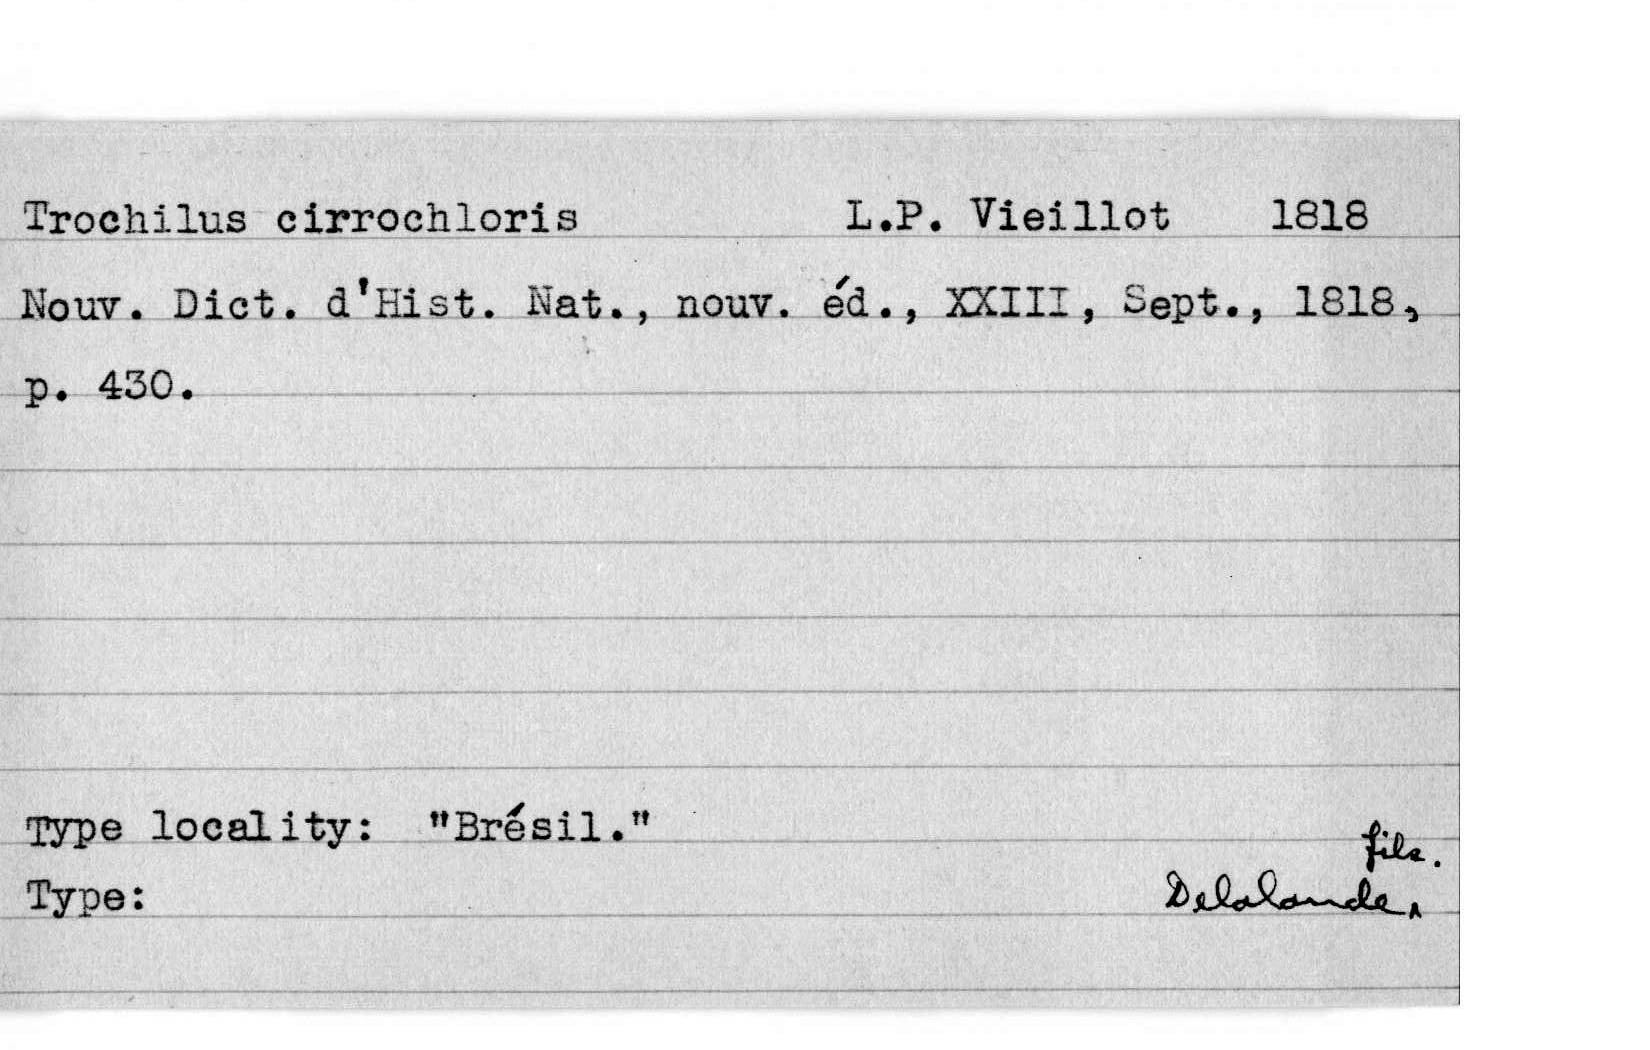 Trochilus cirrochloris L.P. Vieillot 1818
Nouv. Dict. d'Hist. Nat., nouv. éd., XXIII, Sept., 1818,
p. 430.
Type locality: "Brésil."
fils.
Type: Delalande,